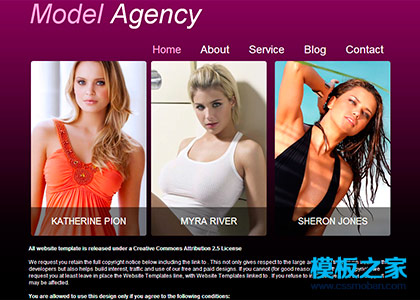 Model Agency
Home About Service Blog Contact
KATHERINE PION MYRA RIVER SHERON JONES
All website template is released under a Creative Commons Attribution 2.5 License
We request you retain the full copyright notice below including the link to . This not only gives respect to the large
developers but also helps build interest, traffic and use of our free and paid designs. If you cannot (for good
request you at least leave in place the Website Templates line, with Website Templates linked to . If you refuse to
may be affected.
You are allowed to use this design only if you agree to the following conditions:
模板之家
www.cssmoban.com